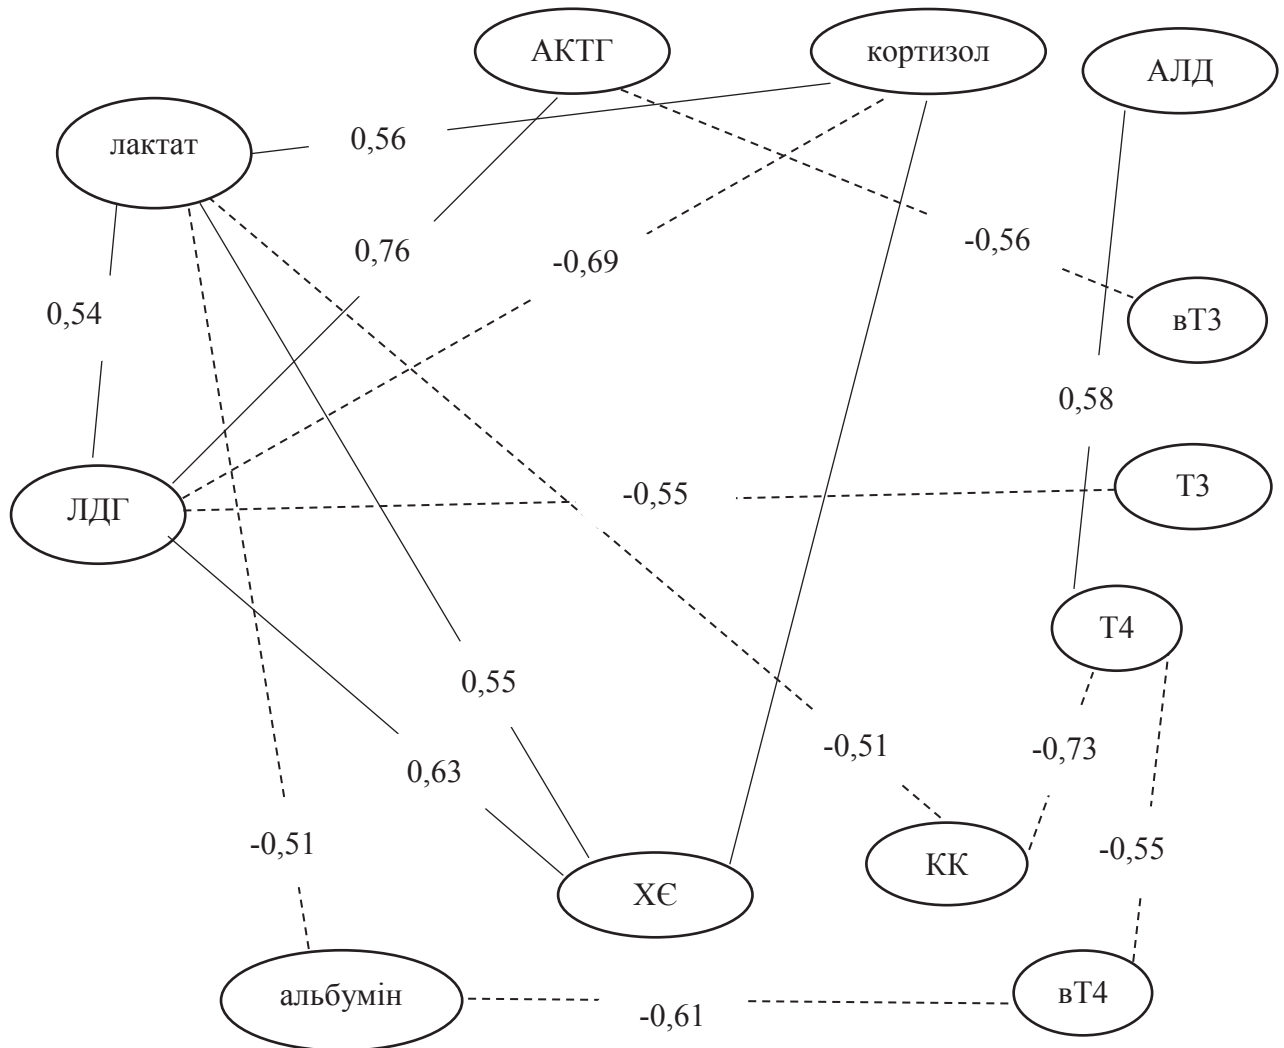 АКТГ
кортизол
АЛД
лактат
0,56
0,76
-0,69
-0,56
0,54
вТ3
0,58
ЛДГ
-0,55
Т3
Т4
0,55
0,63
-0,51
-0,73
-0,51
-0,55
ХЄ
КК
альбумін
-0,61
вТ4